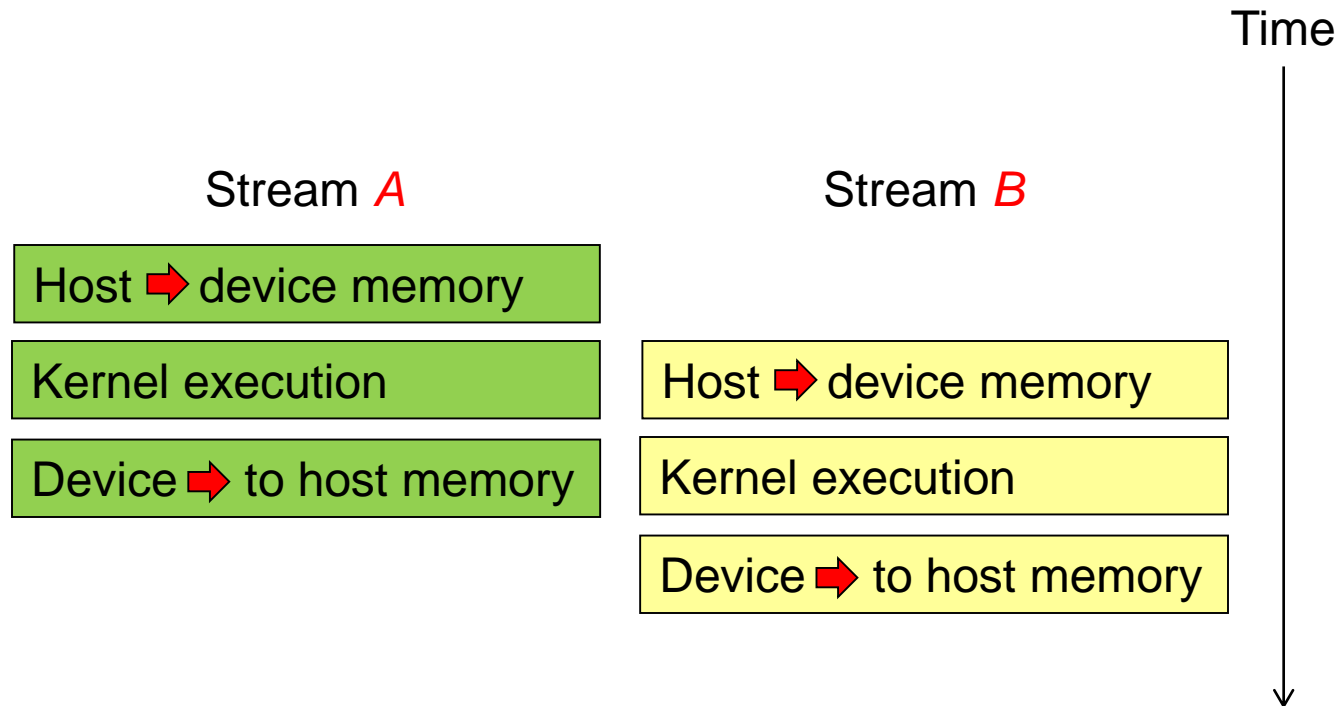 Time
Stream A
Stream B
Host device memory
Kernel execution
Host device memory
Device to host memory
Kernel execution
Device to host memory